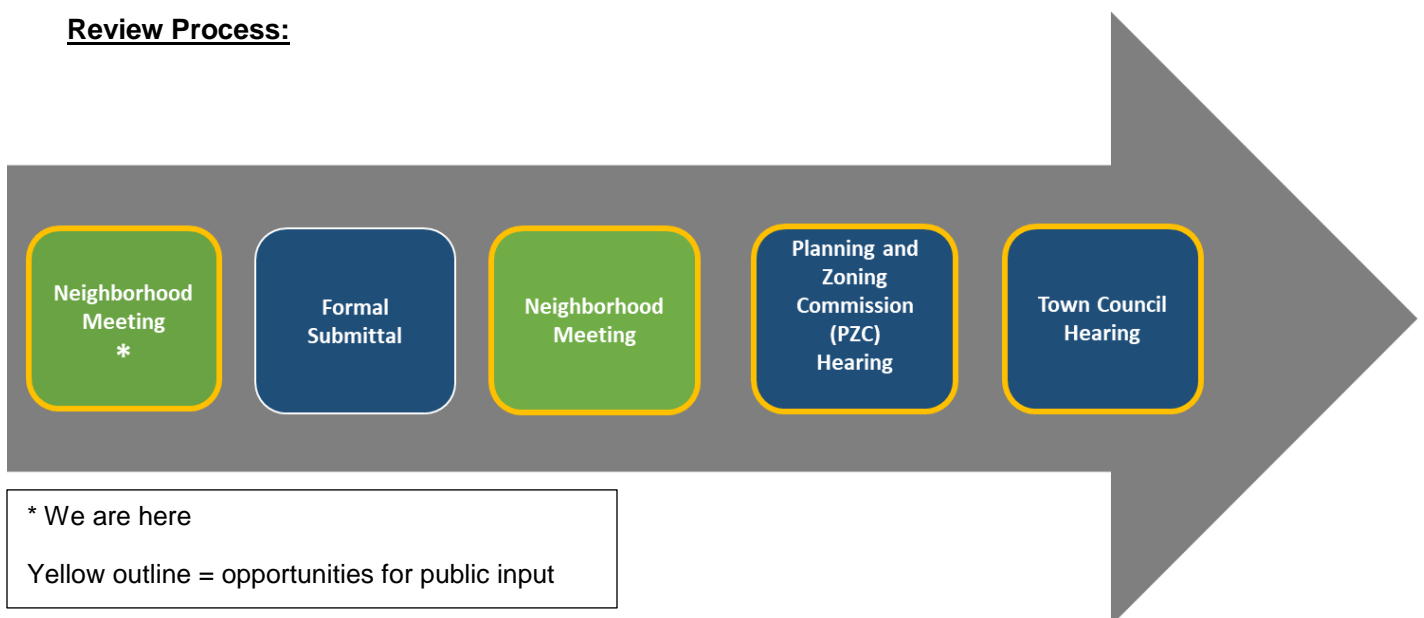 Review Process:
Neighborhood
Meeting
*
Formal
Submittal
Neighborhood
Meeting
Planning and
Zoning
Commission
(PZC)
Hearing
Town Council
Hearing
* We are here
Yellow outline = opportunities for public input